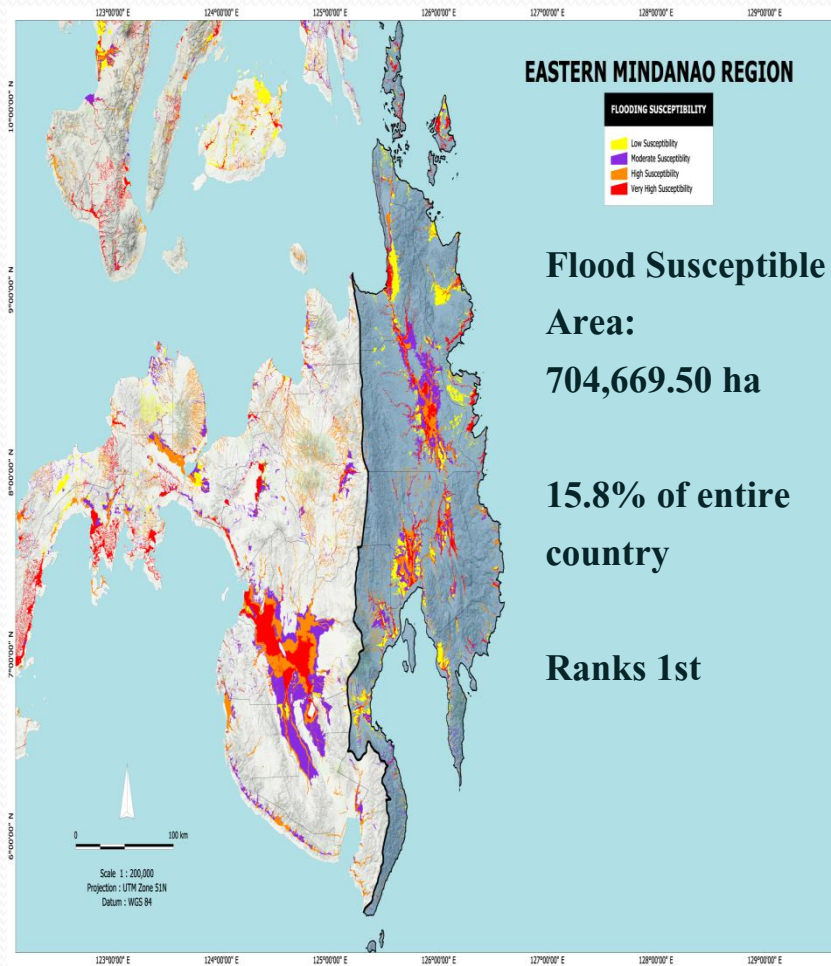 123°00'00" E 124°00'00" E 125°00'00" E 126°00'00" E 127°00'00" E 128°00'00" E 129°00'00" E
EASTERN MINDANAO REGION
FLOODING SUSCEPTIBILITY
Low Susceptibility
Moderate Susceptibility
High Susceptibility
Very High Susceptibility
10°00'00" N
9°00'00" N
8°00'00" N
7°00'00" N
6°00'00" N
Flood Susceptible
Area:
704,669.50 ha
15.8% of entire
country
Ranks 1st
0 100 km
Scale 1 : 200,000
Projection : UTM Zone 51N
Datum : WGS 84
123°00'00" E 124°00'00" E 125°00'00" E 126°00'00" E 127°00'00" E 128°00'00" E 129°00'00" E